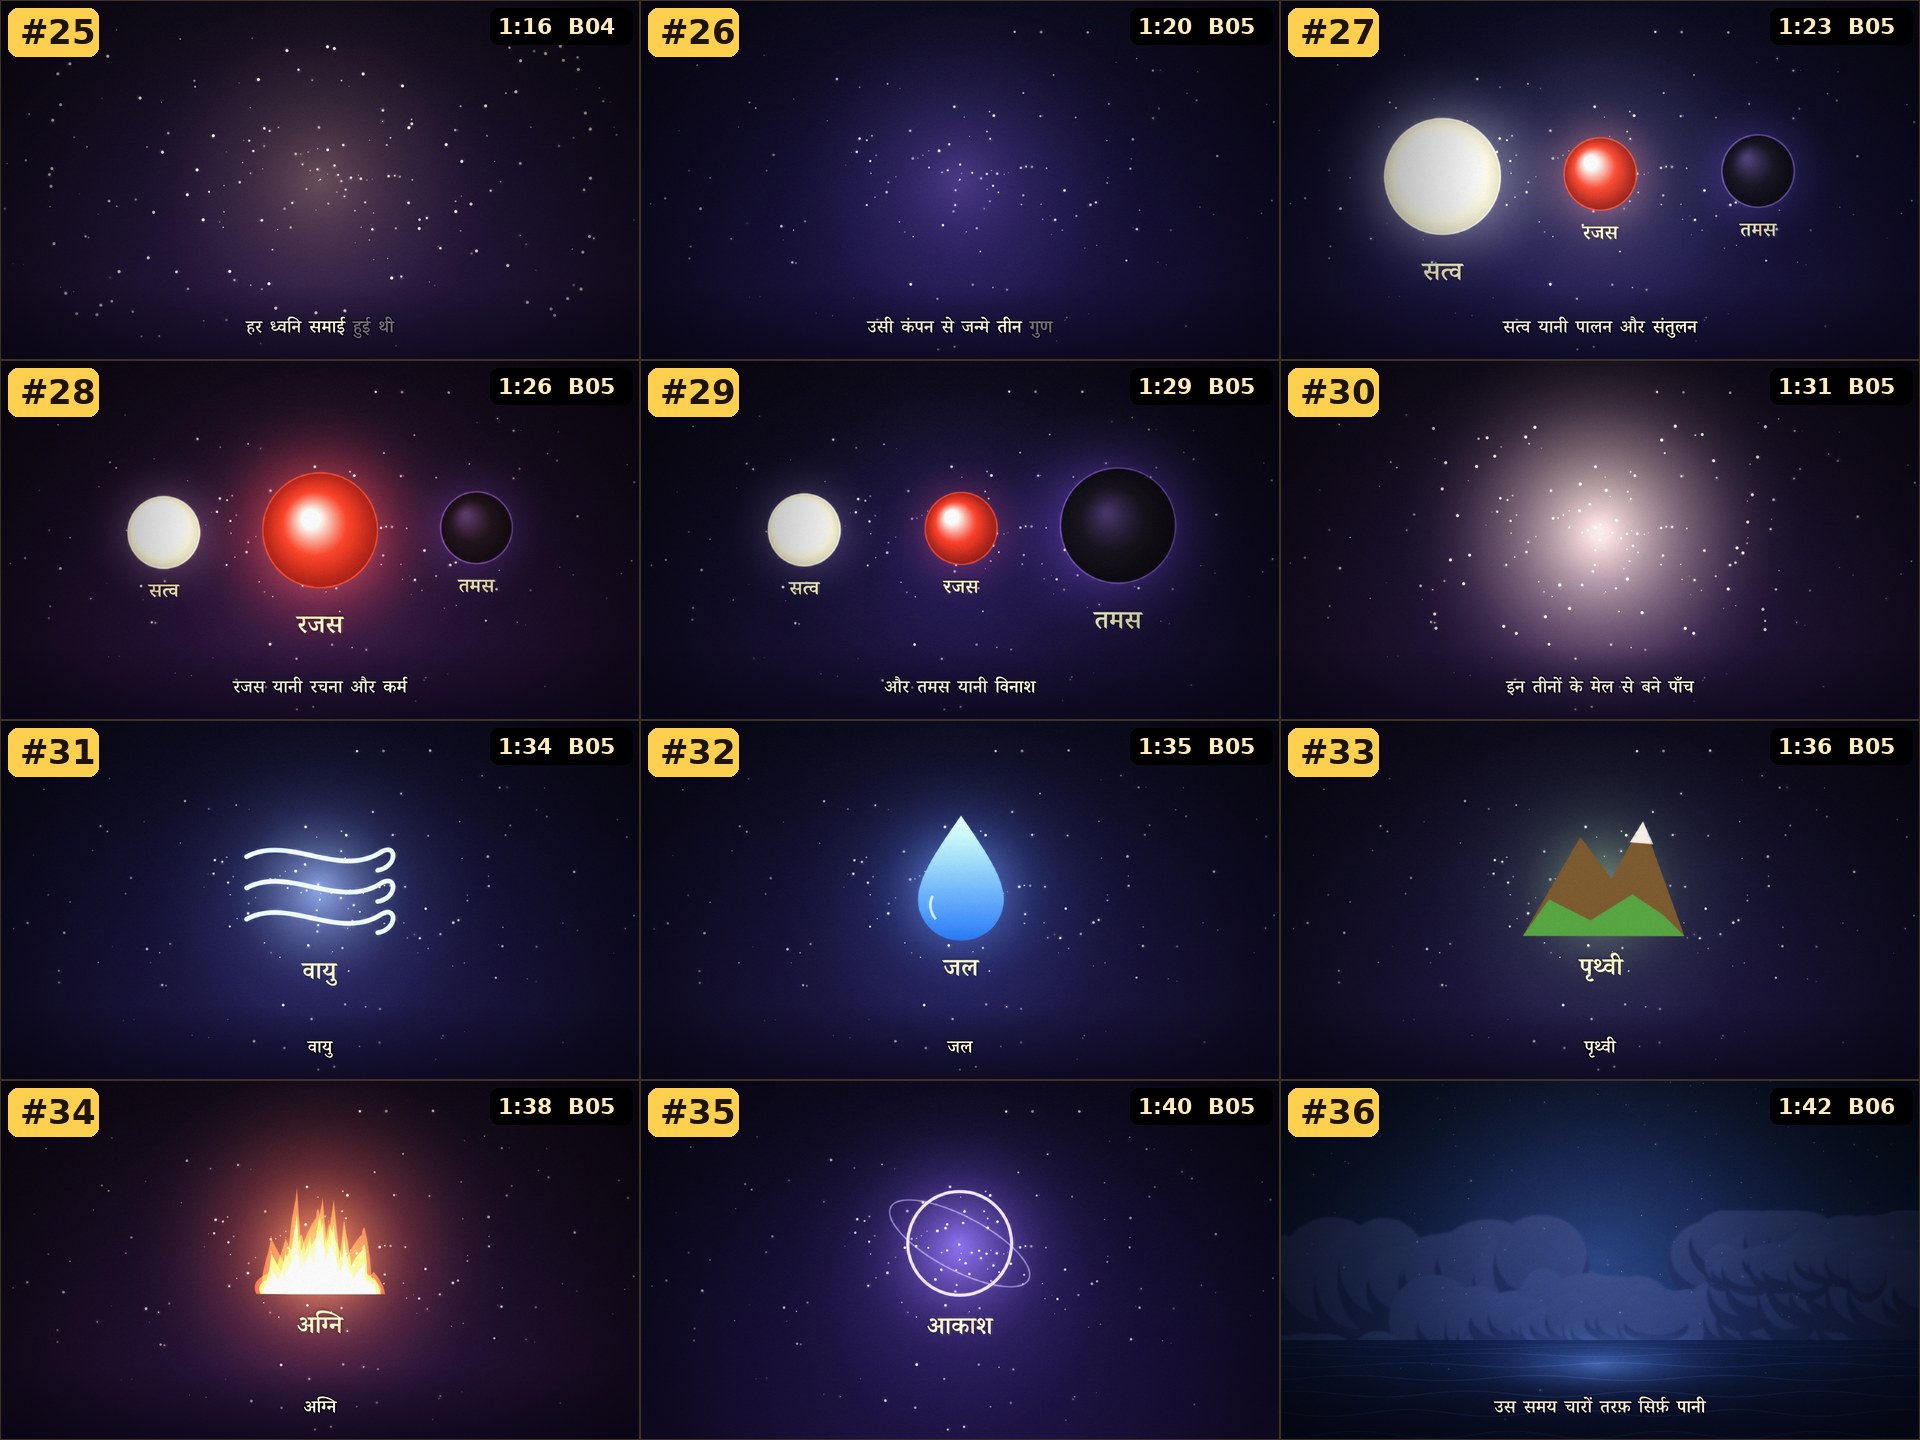 #25
1:16 B04
हर ध्वनि समाई हुई थी
#26
1:20 B05
उसी कंपन से जन्मे तीन गुण
#27
1:23 B05
सत्व
रजस
तमस
सत्व यानी पालन और संतुलन
#28
1:26 B05
सत्व
रजस
तमस
रजस यानी रचना और कर्म
#29
1:29 B05
सत्व
रजस
तमस
और तमस यानी विनाश
#30
1:31 B05
इन तीनों के मेल से बने पाँच
#31
1:34 B05
वायु
वायु
#32
1:35 B05
जल
जल
#33
1:36 B05
पृथ्वी
पृथ्वी
#34
1:38 B05
अग्नि
अग्नि
#35
1:40 B05
आकाश
#36
1:42 B06
उस समय चारों तरफ़ सिर्फ़ पानी